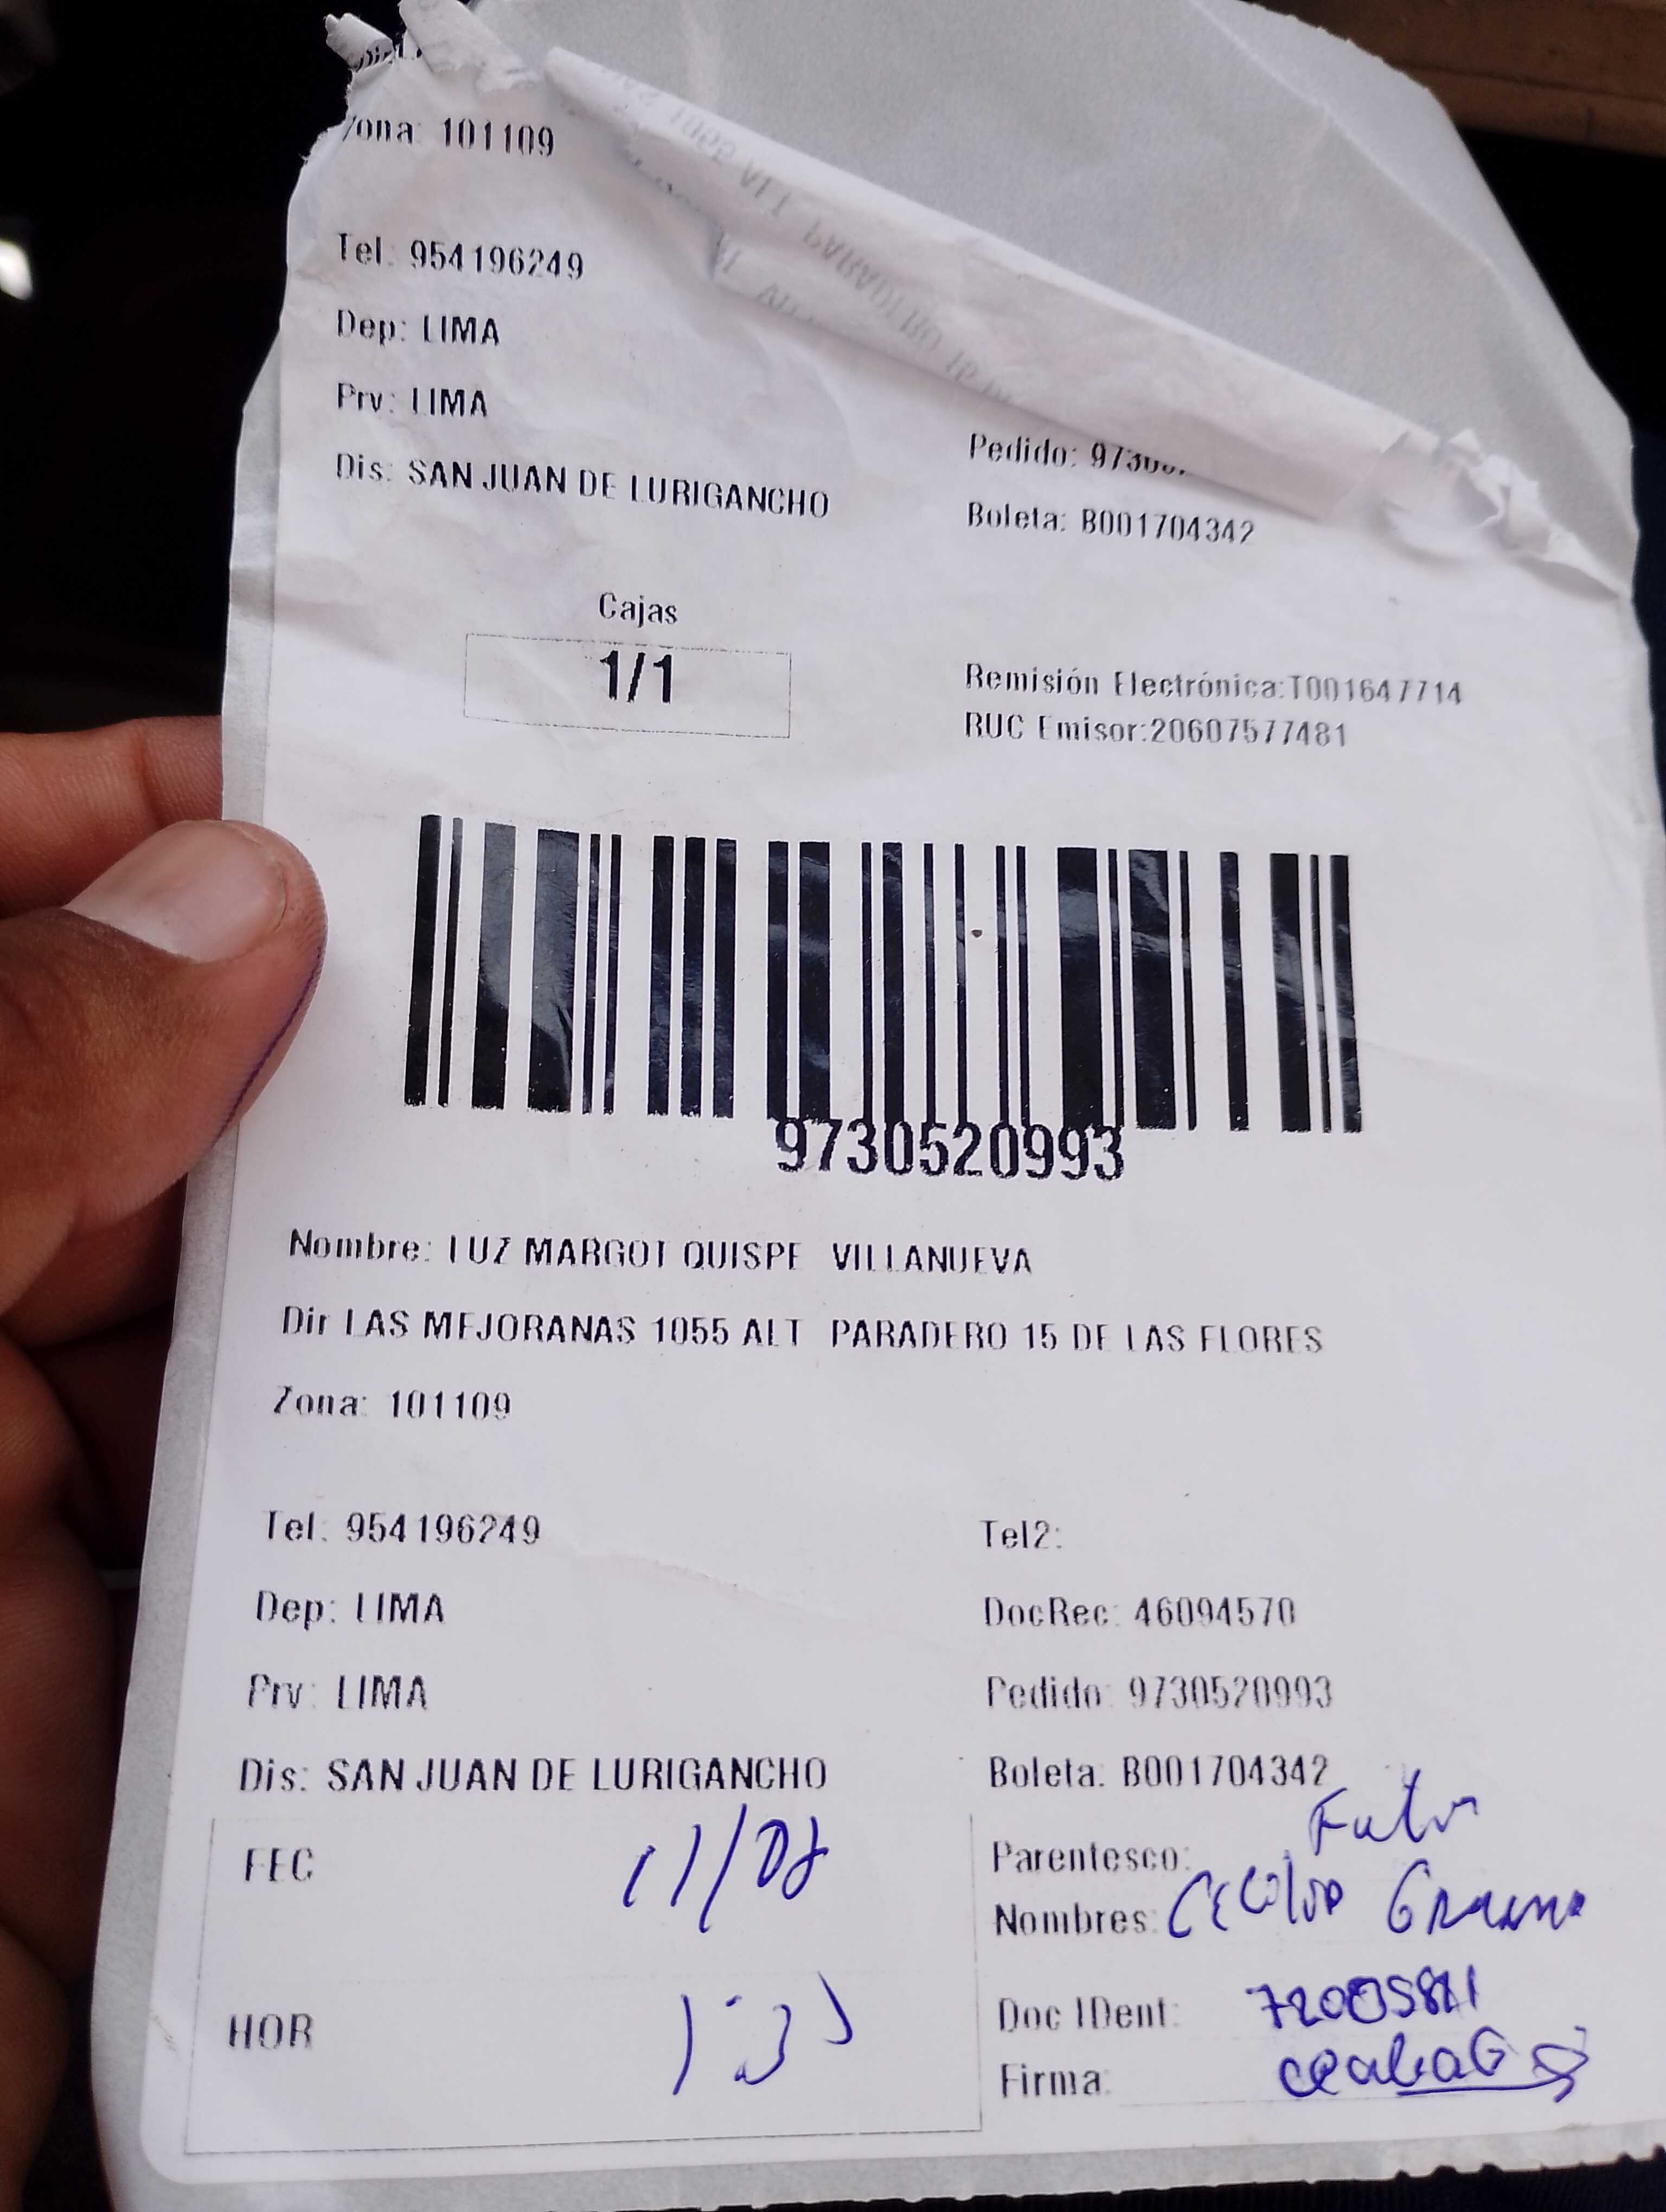 Zona: 101109
Tel: 954196249
Dep: LIMA
Prv: LIMA
Dis: SAN JUAN DE LURIGANCHO
Pedido: 9730
Boleta: B001704342
Cajas
1/1
Remisión Electrónica:T001647714
RUC Emisor:20607577481
9730520993
Nombre: LUZ MARGOT QUISPE VILLANUEVA
Dir LAS MEJORANAS 1055 ALT PARADERO 15 DE LAS FLORES
Zona: 101109
Tel: 954196249
Tel2:
Dep: LIMA
DocRec: 46094570
Prv: LIMA
Pedido: 9730520993
Dis: SAN JUAN DE LURIGANCHO
Boleta: B001704342
FEC 11/08
Parentesco:
Nombres:
HOR
Doc IDent:
Firma: